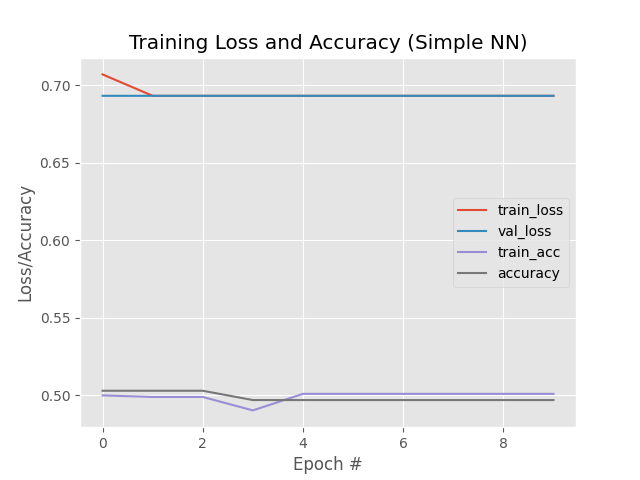 Training Loss and Accuracy (Simple NN)
0.70
0.65
0.60
0.55
0.50
Loss/Accuracy
train_loss
val_loss
train_acc
accuracy
0 2 4 6 8
Epoch #